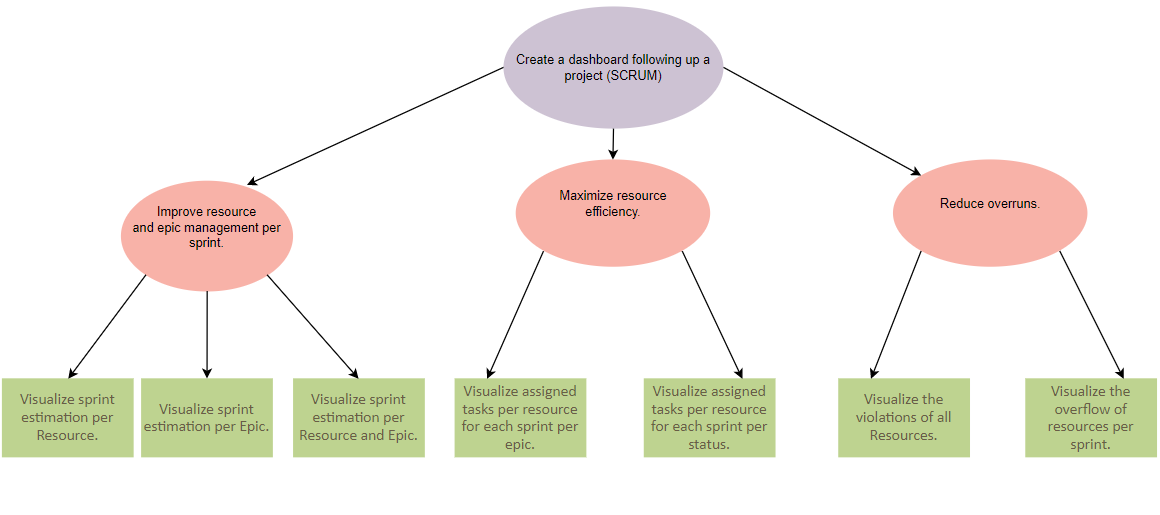 Create a dashboard following up a
project (SCRUM)
Improve resource
and epic management per
sprint.
Maximize resource
efficiency.
Reduce overruns.
Visualize sprint
estimation per
Resource.
Visualize sprint
estimation per Epic.
Visualize sprint
estimation per
Resource and Epic.
Visualize assigned
tasks per resource
for each sprint per
epic.
Visualize assigned
tasks per resource
for each sprint per
status.
Visualize the
violations of all
Resources.
Visualize the
overflow of
resources per
sprint.